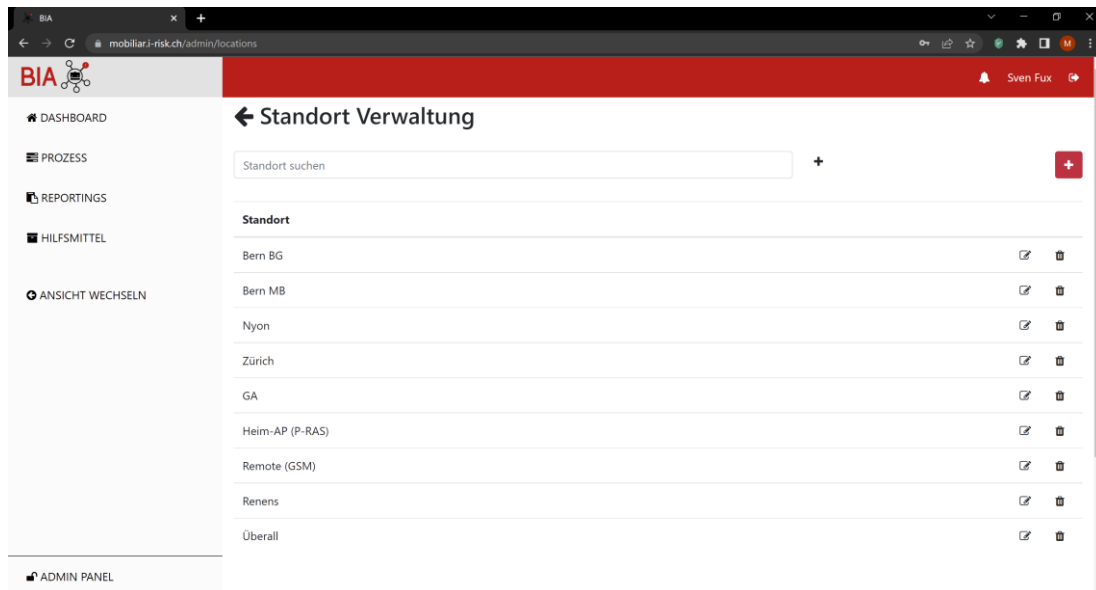 BIA
mobiliar.i-risk.ch/admin/locations
M
BIA
Sven Fux
DASHBOARD
PROZESS
REPORTINGS
HILFSMITTEL
ANSICHT WECHSELN
ADMIN PANEL
Standort Verwaltung
Standort suchen
Standort
Bern BG
Bern MB
Nyon
Zürich
GA
Heim-AP (P-RAS)
Remote (GSM)
Renens
Überall